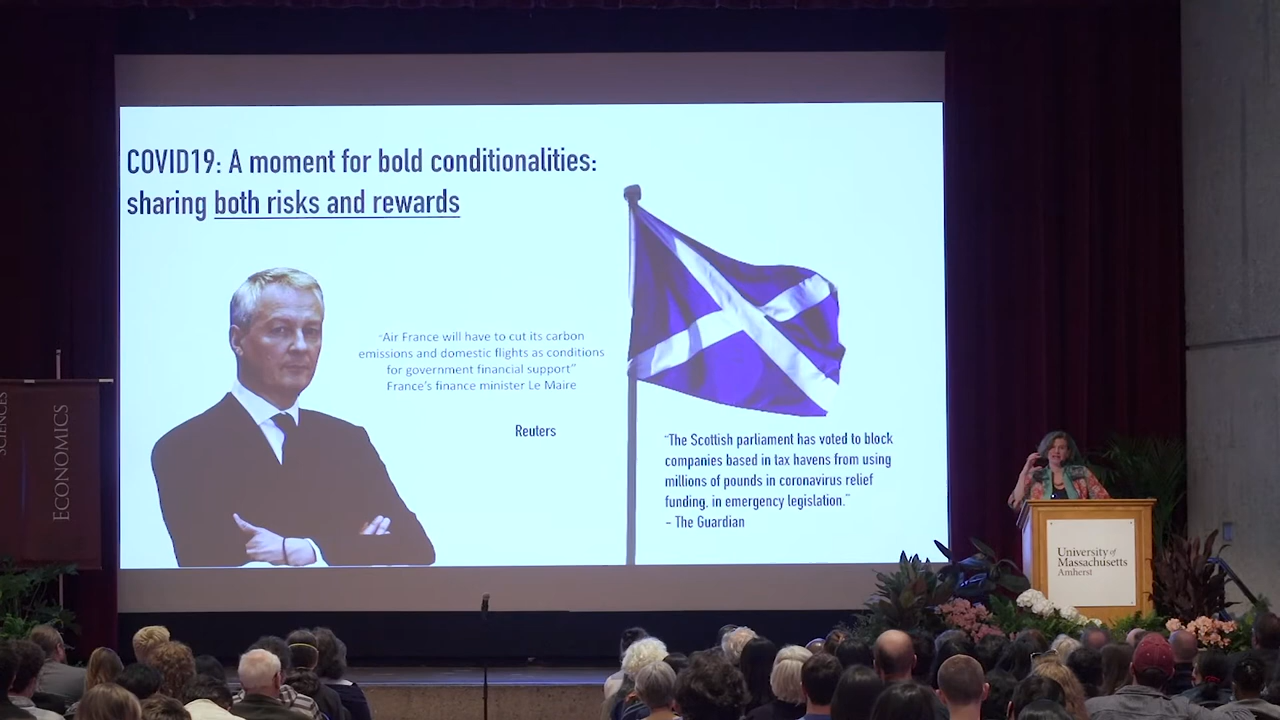 COVID19: A moment for bold conditionalities:
sharing both risks and rewards
“Air France will have to cut its carbon
emissions and domestic flights as conditions
for government financial support”
France’s finance minister Le Maire
Reuters
“The Scottish parliament has voted to block
companies based in tax havens from using
millions of pounds in coronavirus relief
funding, in emergency legislation.”
– The Guardian
SCIENCES
ECONOMICS
University of
Massachusetts
Amherst